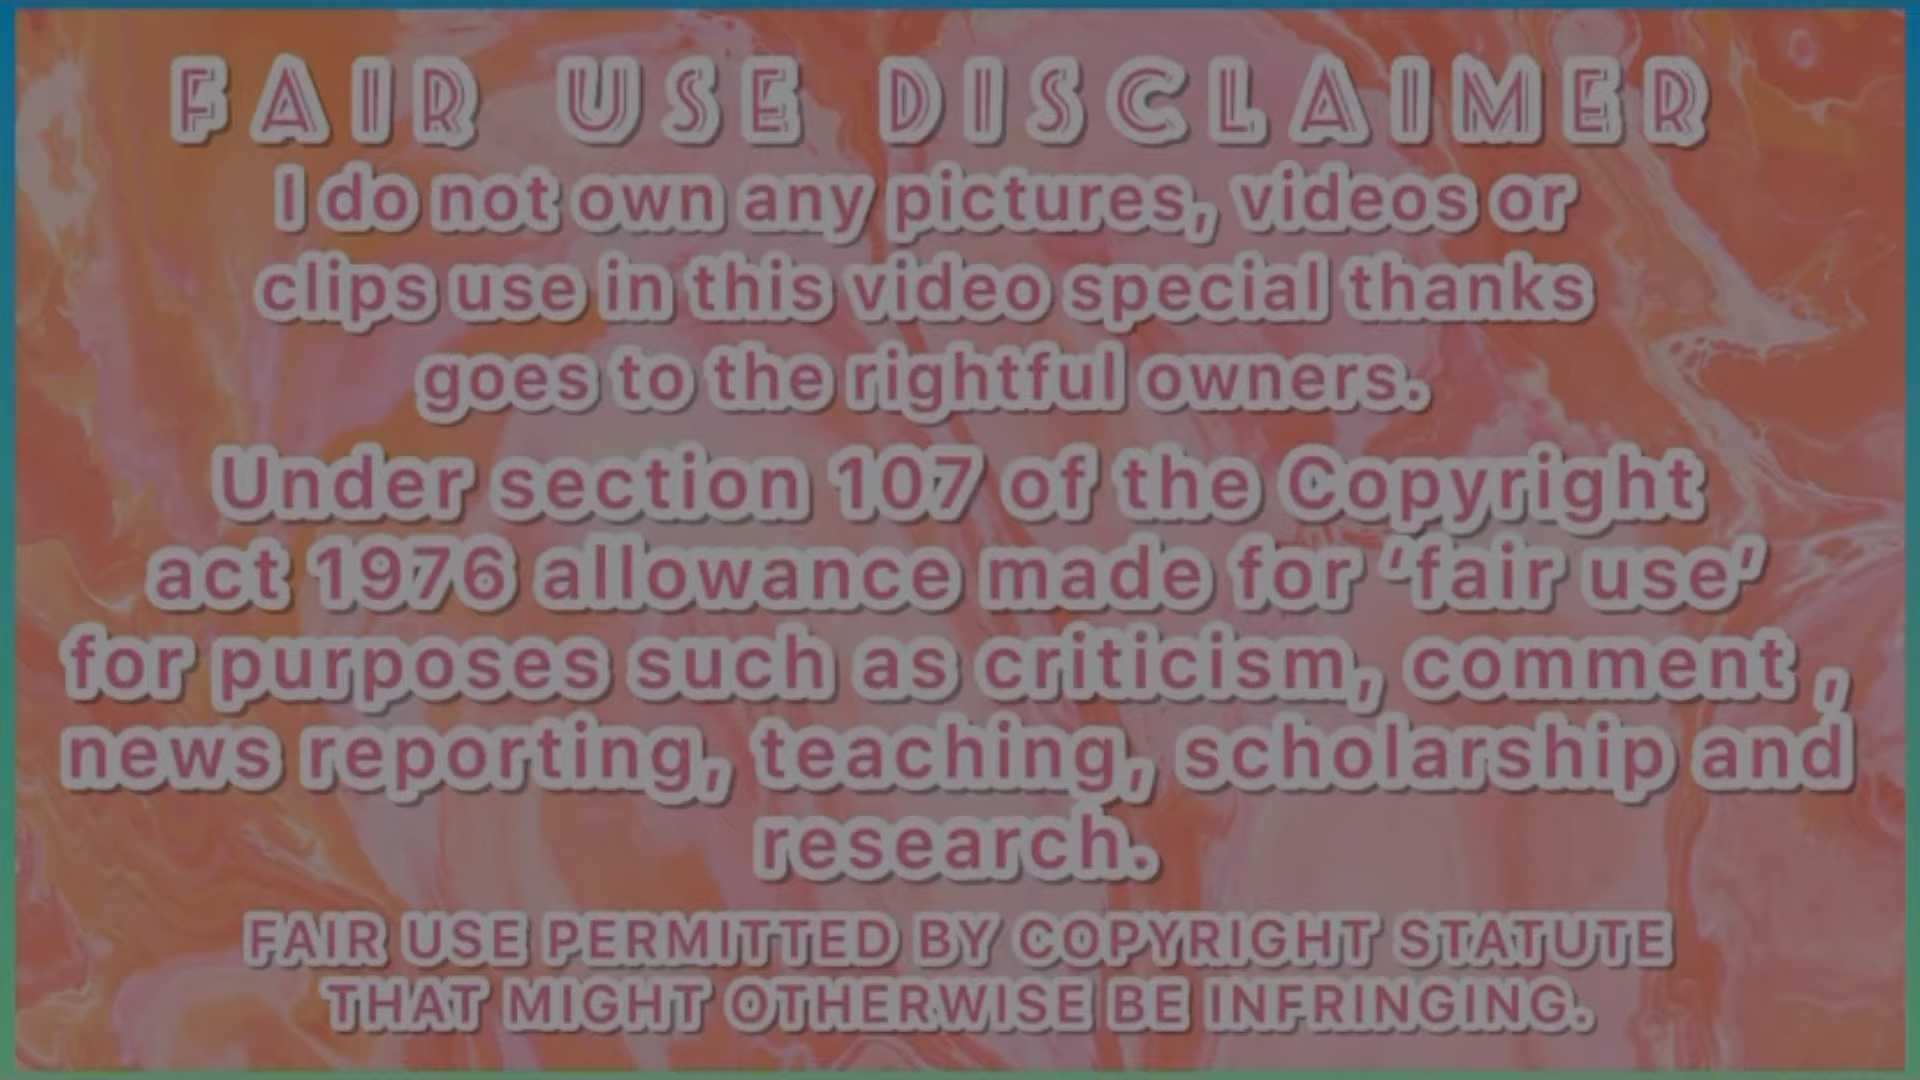 FAIR USE DISCLAIMER
I do not own any pictures, videos or
clips use in this video special thanks
goes to the rightful owners.
Under section 107 of the Copyright
act 1976 allowance made for ‘fair use’
for purposes such as criticism, comment ,
news reporting, teaching, scholarship and
research.
FAIR USE PERMITTED BY COPYRIGHT STATUTE
THAT MIGHT OTHERWISE BE INFRINGING.